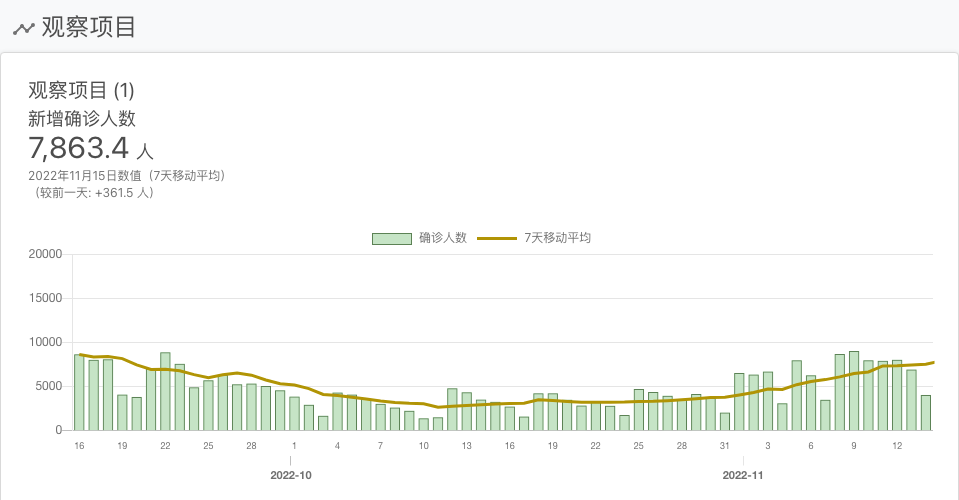 观察项目
观察项目 (1)
新增确诊人数
7,863.4 人
2022年11月15日数值（7天移动平均）
（较前一天: +361.5 人）
确诊人数 7天移动平均
20000
15000
10000
5000
0
16 19 22 25 28 1 4 7 10 13 16 19 22 25 28 31 3 6 9 12
2022-10 2022-11